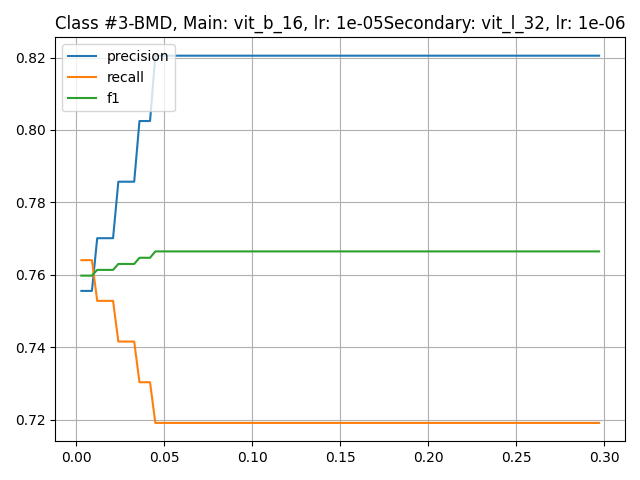 Class #3-BMD, Main: vit_b_16, lr: 1e-05Secondary: vit_l_32, lr: 1e-06
precision
recall
f1
0.82
0.80
0.78
0.76
0.74
0.72
0.00 0.05 0.10 0.15 0.20 0.25 0.30